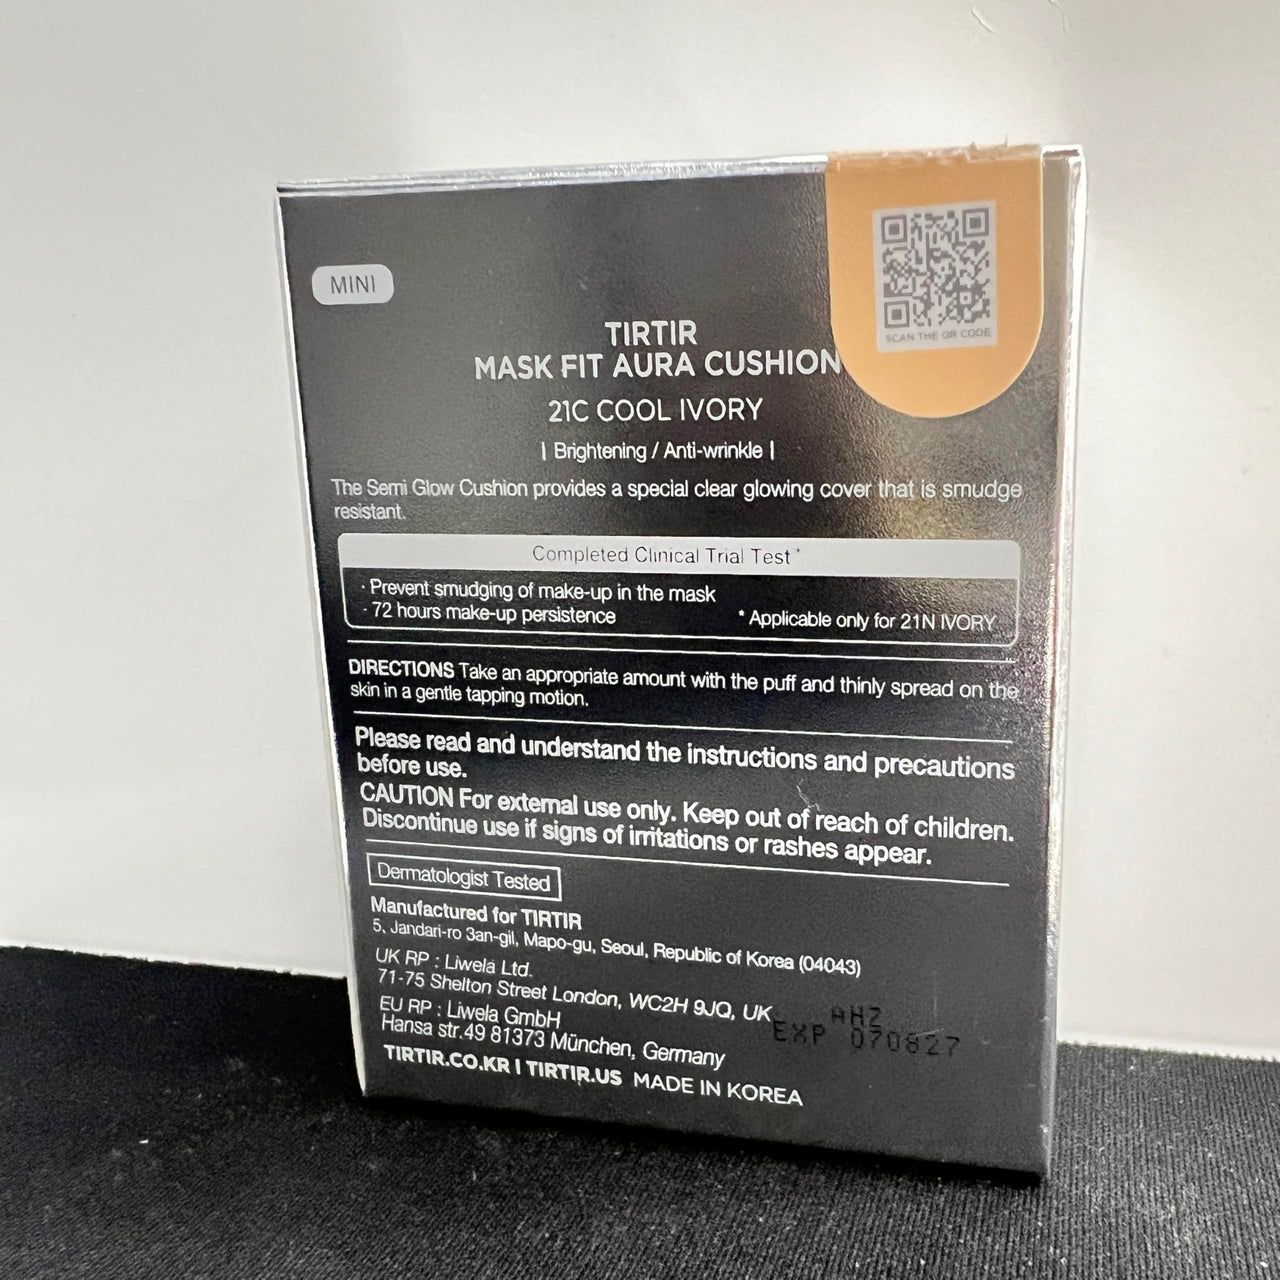 MINI
SCAN THE QR CODE
TIRTIR
MASK FIT AURA CUSHION
21C COOL IVORY
| Brightening / Anti-wrinkle |
The Semi Glow Cushion provides a special clear glowing cover that is smudge
resistant.
Completed Clinical Trial Test*
· Prevent smudging of make-up in the mask
· 72 hours make-up persistence
* Applicable only for 21N IVORY
DIRECTIONS Take an appropriate amount with the puff and thinly spread on the
skin in a gentle tapping motion.
Please read and understand the instructions and precautions
before use.
CAUTION For external use only. Keep out of reach of children.
Discontinue use if signs of irritations or rashes appear.
Dermatologist Tested
Manufactured for TIRTIR
5, Jandari-ro 3an-gil, Mapo-gu, Seoul, Republic of Korea (04043)
UK RP : Liwela Ltd.
71-75 Shelton Street London, WC2H 9JQ, UK
EU RP : Liwela GmbH
Hansa str.49 81373 München, Germany
TIRTIR.CO.KR | TIRTIR.US MADE IN KOREA
AHZ
EXP 070827